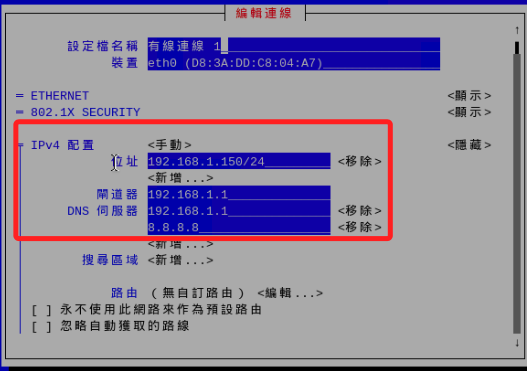 編輯連線
設定檔名稱 有線連線 1
裝置 eth0 (D8:3A:DD:C8:04:A7)
═ ETHERNET <顯示>
═ 802.1X SECURITY <顯示>
IPv4 配置 <手動> <隱藏>
位址 192.168.1.150/24 <移除>
<新增...>
閘道器 192.168.1.1
DNS 伺服器 192.168.1.1 <移除>
8.8.8.8 <移除>
<新增...>
搜尋區域 <新增...>
路由 (無自訂路由) <編輯...>
[ ] 永不使用此網路來作為預設路由
[ ] 忽略自動獲取的路線